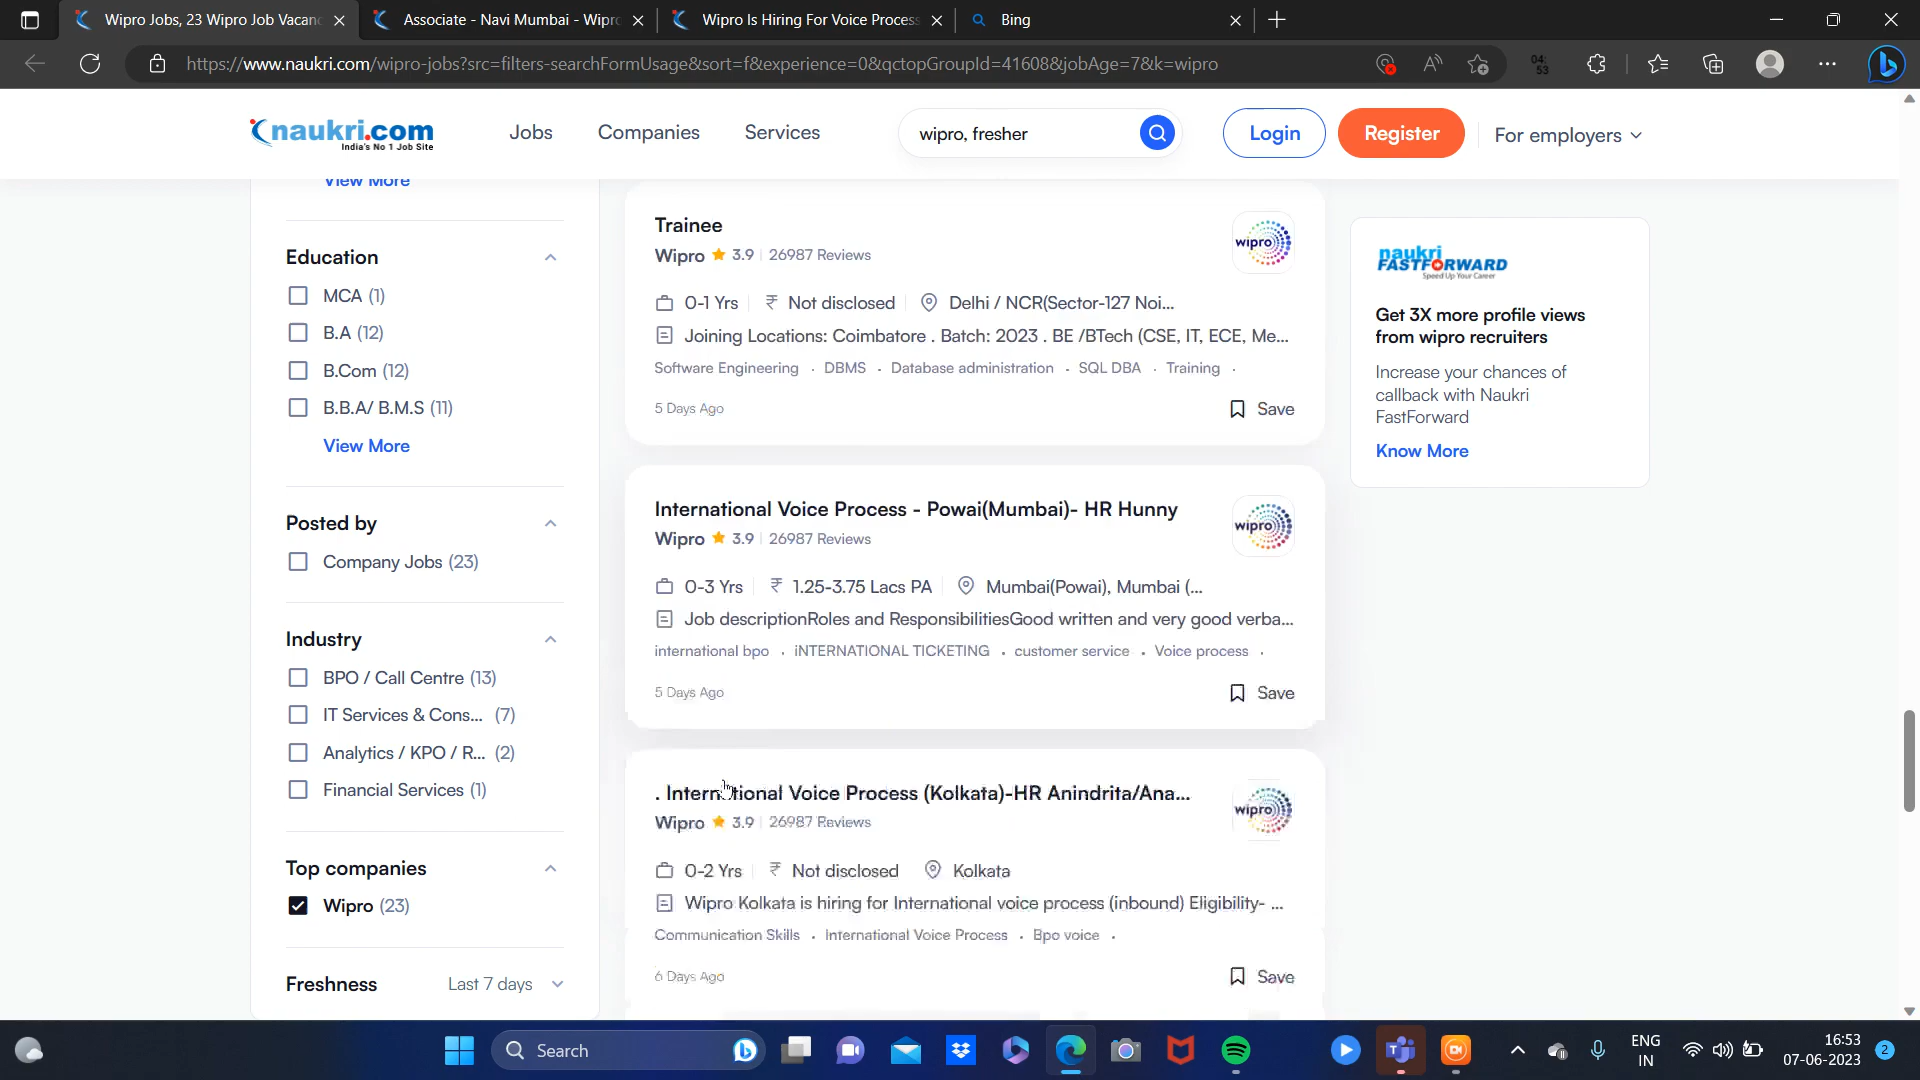 Wipro Jobs, 23 Wipro Job Vacanc
Associate - Navi Mumbai - Wipro
Wipro Is Hiring For Voice Process
Bing
https://www.naukri.com/wipro-jobs?src=filters-searchFormUsage&sort=f&experience=0&qctopGroupId=41608&jobAge=7&k=wipro
04:
53
naukri.com
India's No 1 Job Site
Jobs
Companies
Services
wipro, fresher
Login
Register
For employers
View More
Education
MCA (1)
B.A (12)
B.Com (12)
B.B.A/ B.M.S (11)
View More
Posted by
Company Jobs (23)
Industry
BPO / Call Centre (13)
IT Services & Cons... (7)
Analytics / KPO / R... (2)
Financial Services (1)
Top companies
Wipro (23)
Freshness
Last 7 days
Trainee
Wipro 3.9 26987 Reviews
wipro
0-1 Yrs ₹ Not disclosed Delhi / NCR(Sector-127 Noi...
Joining Locations: Coimbatore . Batch: 2023 . BE /BTech (CSE, IT, ECE, Me...
Software Engineering · DBMS · Database administration · SQL DBA · Training ·
5 Days Ago
Save
International Voice Process - Powai(Mumbai)- HR Hunny
Wipro 3.9 26987 Reviews
wipro
0-3 Yrs ₹ 1.25-3.75 Lacs PA Mumbai(Powai), Mumbai (...
Job descriptionRoles and ResponsibilitiesGood written and very good verba...
international bpo · iNTERNATIONAL TICKETING · customer service · Voice process ·
5 Days Ago
Save
. International Voice Process (Kolkata)-HR Anindrita/Ana...
Wipro 3.9 26987 Reviews
wipro
0-2 Yrs ₹ Not disclosed Kolkata
Wipro Kolkata is hiring for International voice process (inbound) Eligibility- ...
Communication Skills · International Voice Process · Bpo voice ·
6 Days Ago
Save
naukri
FASTFORWARD
Speed Up Your Career
Get 3X more profile views
from wipro recruiters
Increase your chances of
callback with Naukri
FastForward
Know More
Search
ENG
IN
16:53
07-06-2023
2